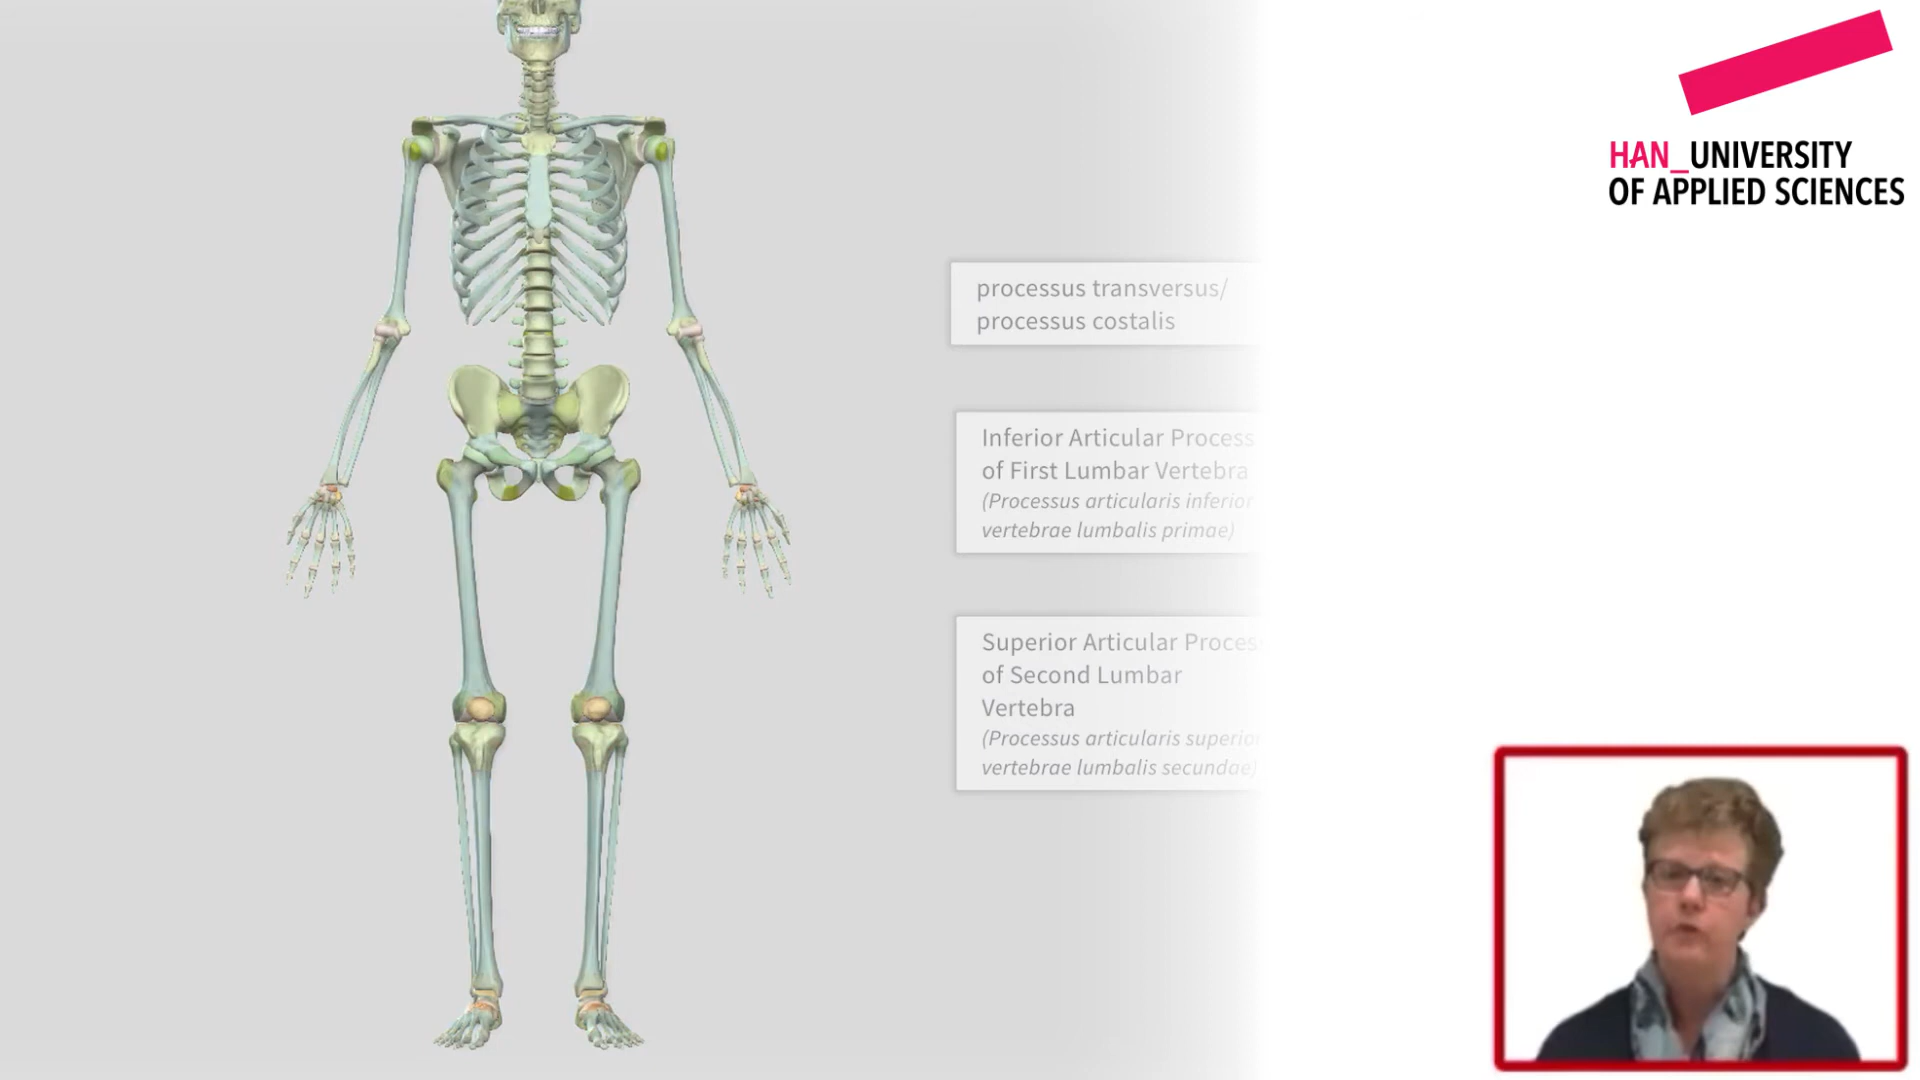 HAN_UNIVERSITY
OF APPLIED SCIENCES
processus transversus/
processus costalis
Inferior Articular Process
of First Lumbar Vertebra
(Processus articularis inferior
vertebrae lumbalis primae)
Superior Articular Proces
of Second Lumbar
Vertebra
(Processus articularis superior
vertebrae lumbalis secundae)